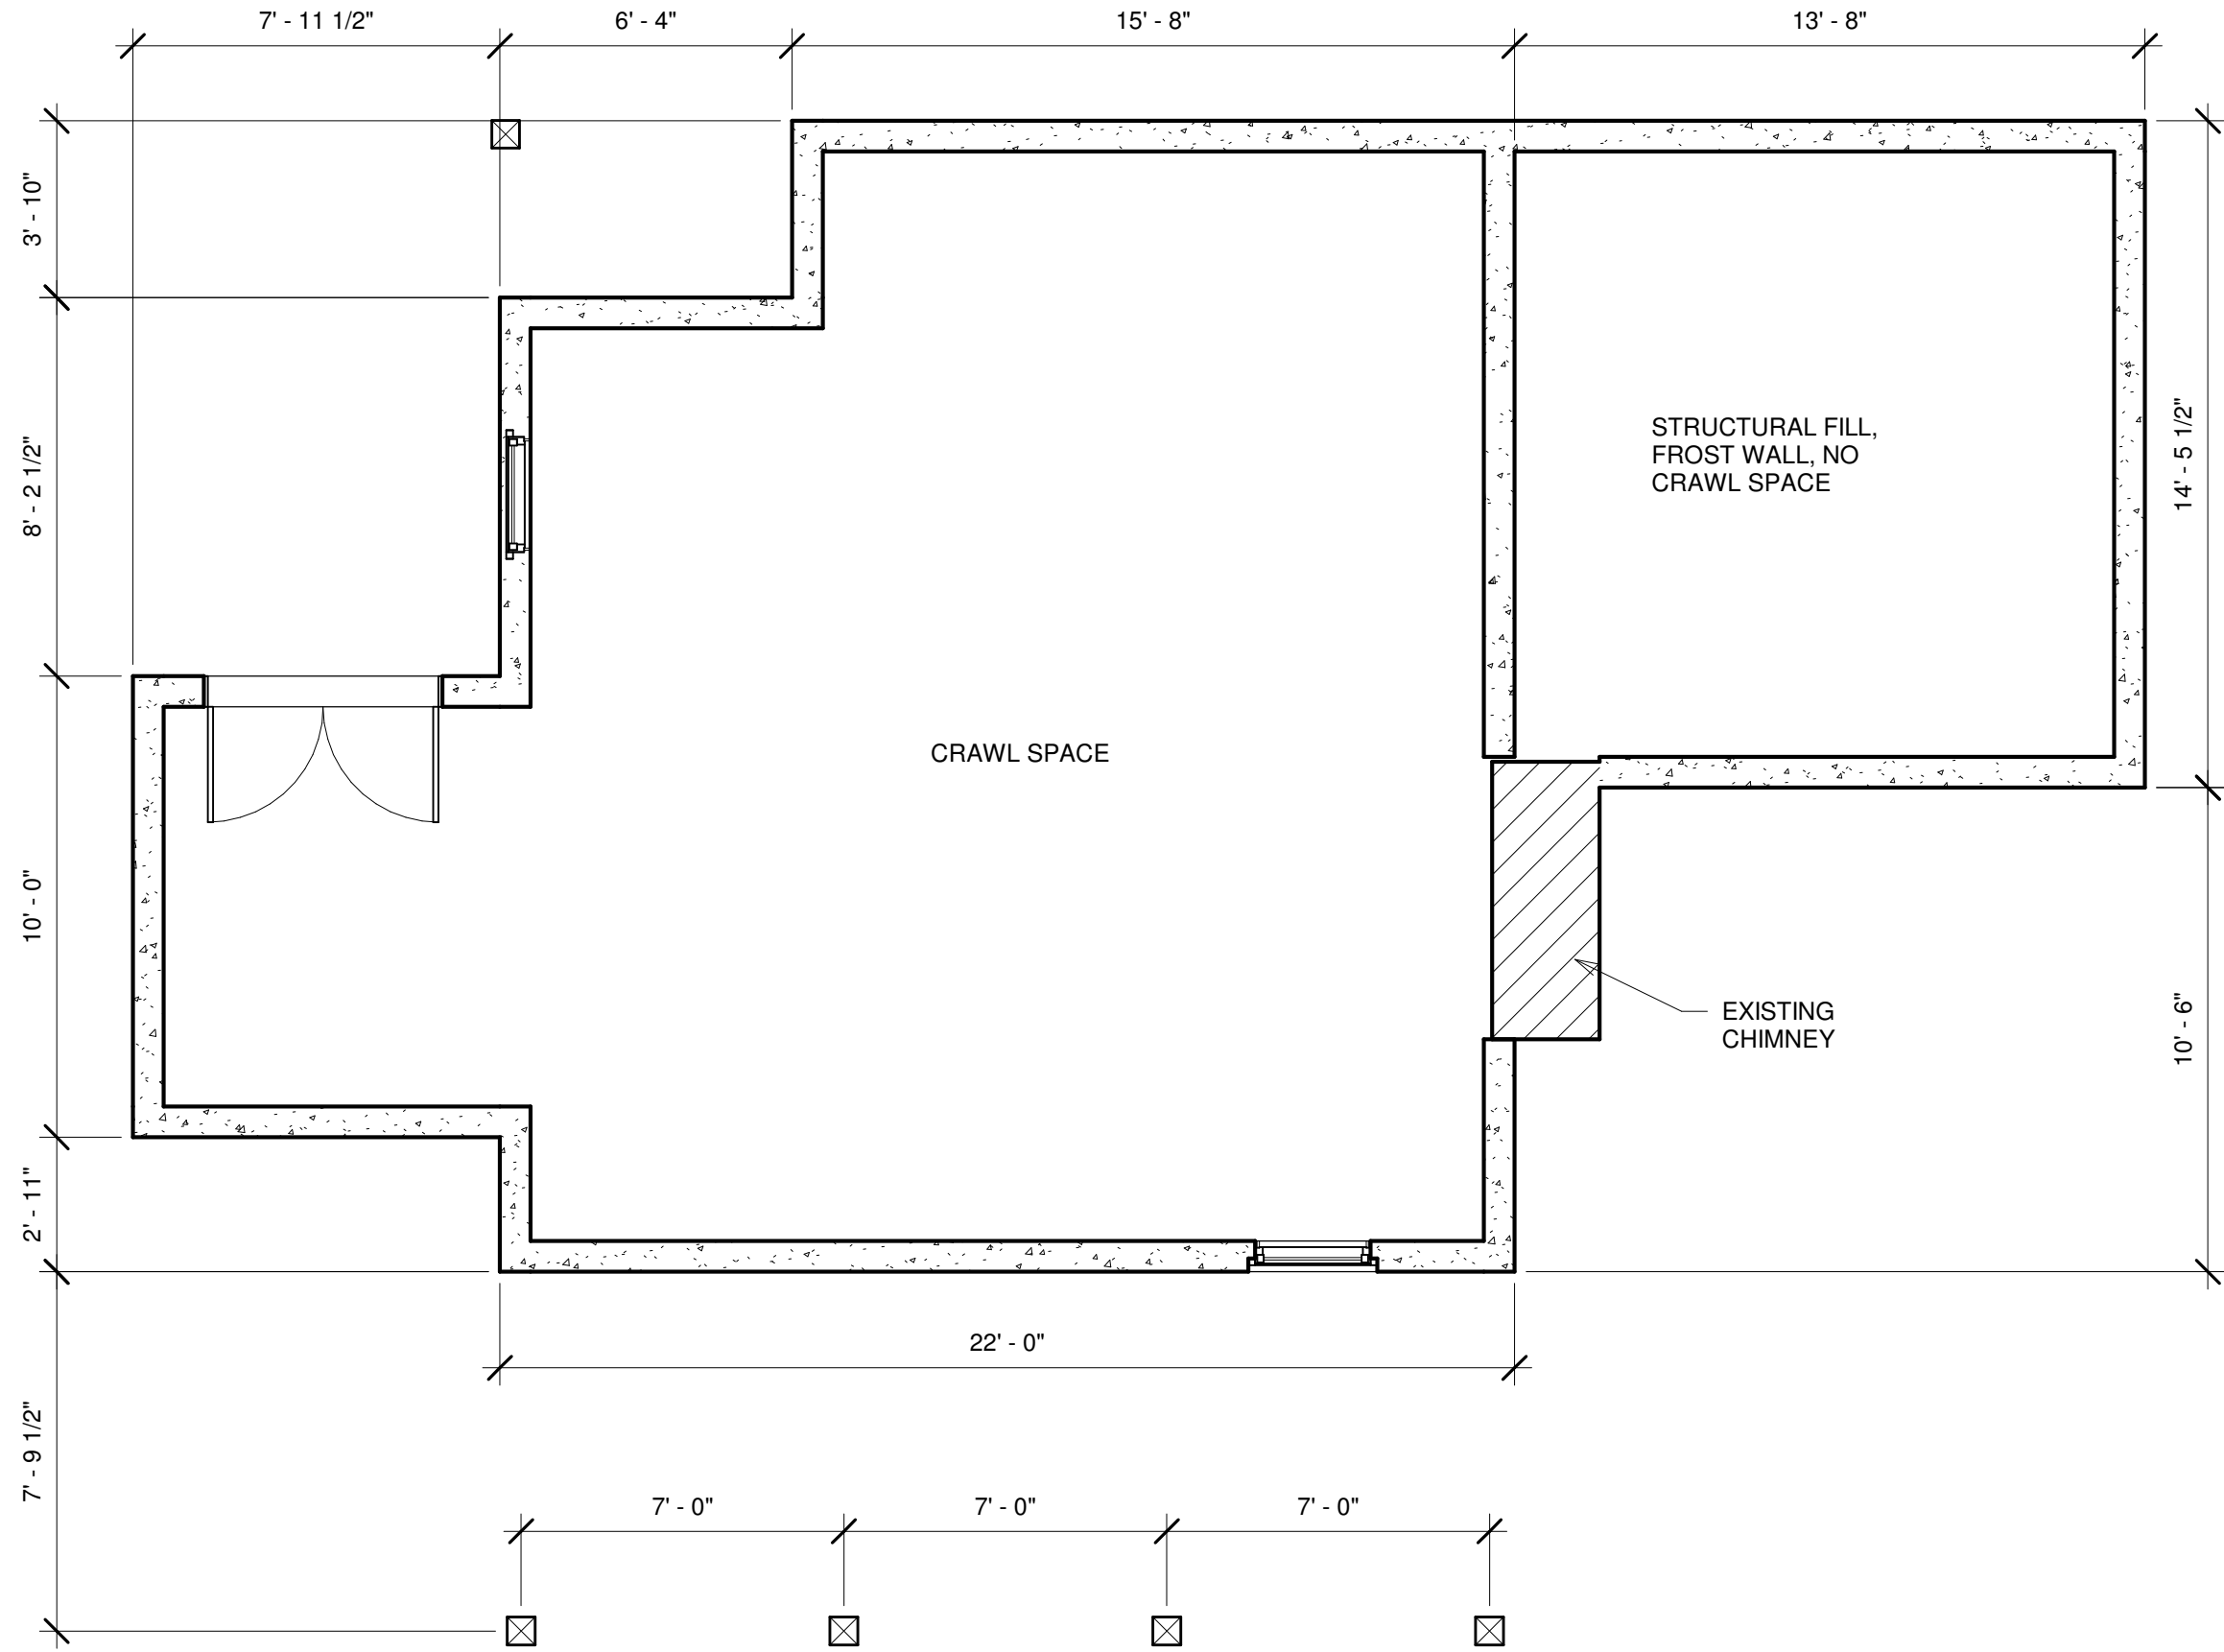 7' - 11 1/2"
6' - 4"
15' - 8"
13' - 8"
3' - 10"
8' - 2 1/2"
10' - 0"
2' - 11"
7' - 9 1/2"
STRUCTURAL FILL,
FROST WALL, NO
CRAWL SPACE
14' - 5 1/2"
CRAWL SPACE
EXISTING
CHIMNEY
10' - 6"
22' - 0"
7' - 0"
7' - 0"
7' - 0"